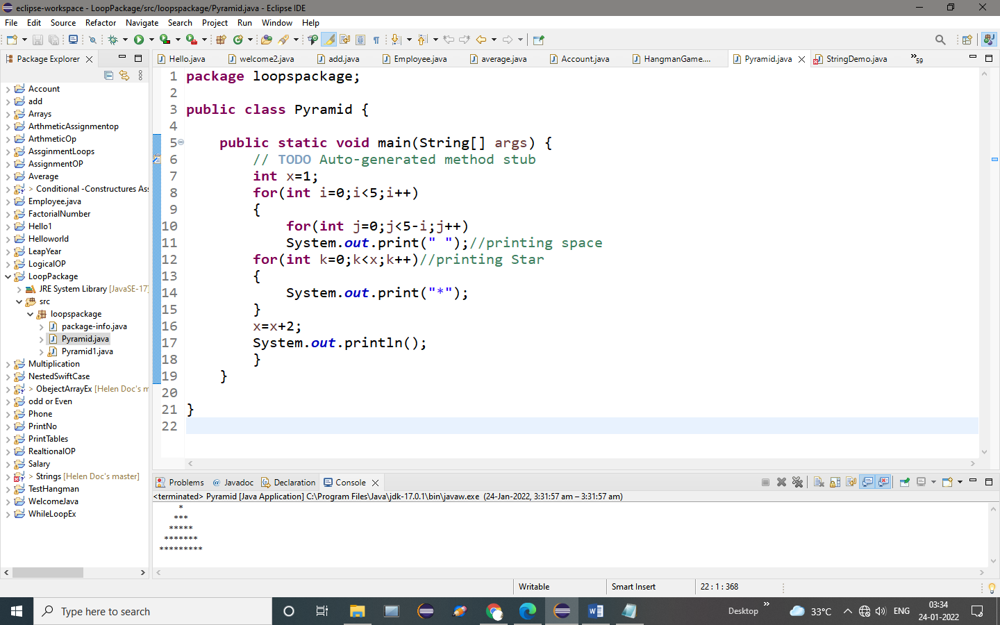 eclipse-workspace - LoopPackage/src/loopspackage/Pyramid.java - Eclipse IDE
File Edit Source Refactor Navigate Search Project Run Window Help
Package Explorer
Account
add
Arrays
ArthmeticAssignmentop
ArthmeticOp
AssginmentLoops
AssignmentOP
Average
> Conditional -Constructures Ass
Employee.java
FactorialNumber
Hello1
Helloworld
LeapYear
LogicalOP
LoopPackage
JRE System Library [JavaSE-17]
src
loopspackage
package-info.java
Pyramid.java
Pyramid1.java
Multiplication
NestedSwiftCase
> ObejectArrayEx [Helen Doc's m
odd or Even
Phone
PrintNo
PrintTables
RealtionalOP
Salary
> Strings [Helen Doc's master]
TestHangman
WelcomeJava
WhileLoopEx
Hello.java welcome2.java add.java Employee.java average.java Account.java HangmanGame.... Pyramid.java StringDemo.java »59
1 package loopspackage;
2
3 public class Pyramid {
4
5 public static void main(String[] args) {
6 // TODO Auto-generated method stub
7 int x=1;
8 for(int i=0;i<5;i++)
9 {
10 for(int j=0;j<5-i;j++)
11 System.out.print(" ");//printing space
12 for(int k=0;k<x;k++)//printing Star
13 {
14 System.out.print("*");
15 }
16 x=x+2;
17 System.out.println();
18 }
19 }
20
21 }
22
Problems @ Javadoc Declaration Console
<terminated> Pyramid [Java Application] C:\Program Files\Java\jdk-17.0.1\bin\javaw.exe (24-Jan-2022, 3:31:57 am – 3:31:57 am)
*
***
*****
*******
*********
Writable Smart Insert 22 : 1 : 368
Type here to search
Desktop » 33°C ENG 03:34
24-01-2022